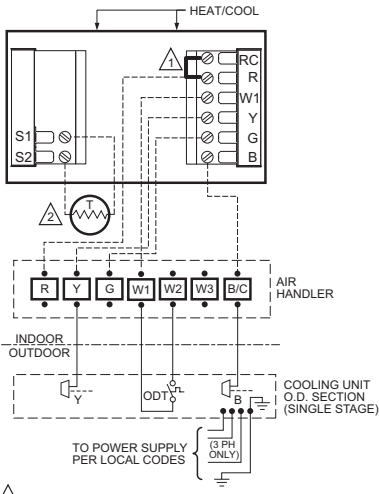 HEAT/COOL
1
RC
R
W1
Y
G
B
S1
S2
T
2
R Y G W1 W2 W3 B/C
AIR
HANDLER
INDOOR
OUTDOOR
Y
ODT
B
COOLING UNIT
O.D. SECTION
(SINGLE STAGE)
TO POWER SUPPLY
PER LOCAL CODES
(3 PH
ONLY)